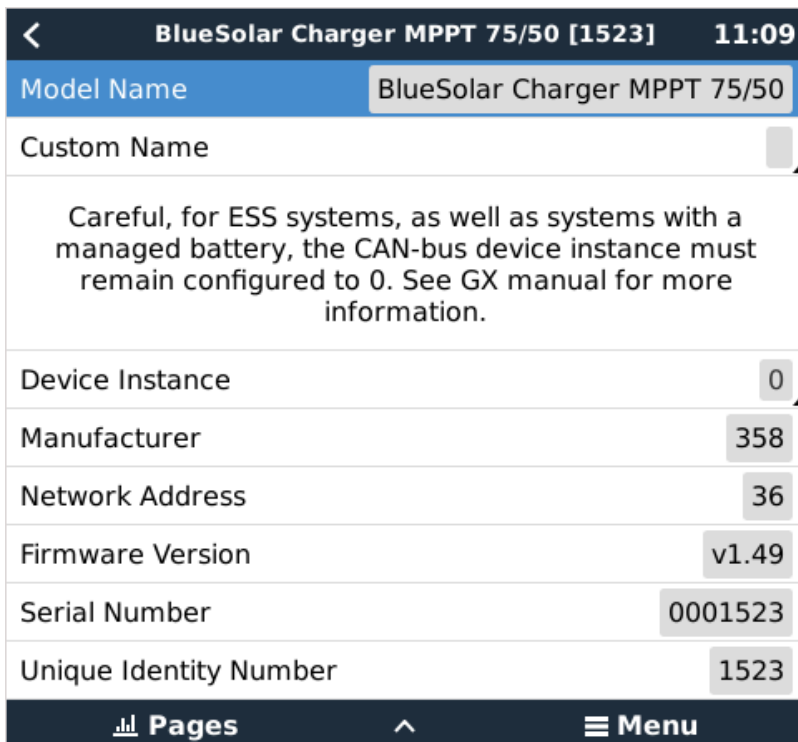 BlueSolar Charger MPPT 75/50 [1523] 11:09
Model Name BlueSolar Charger MPPT 75/50
Custom Name
Careful, for ESS systems, as well as systems with a
managed battery, the CAN-bus device instance must
remain configured to 0. See GX manual for more
information.
Device Instance 0
Manufacturer 358
Network Address 36
Firmware Version v1.49
Serial Number 0001523
Unique Identity Number 1523
Pages Menu